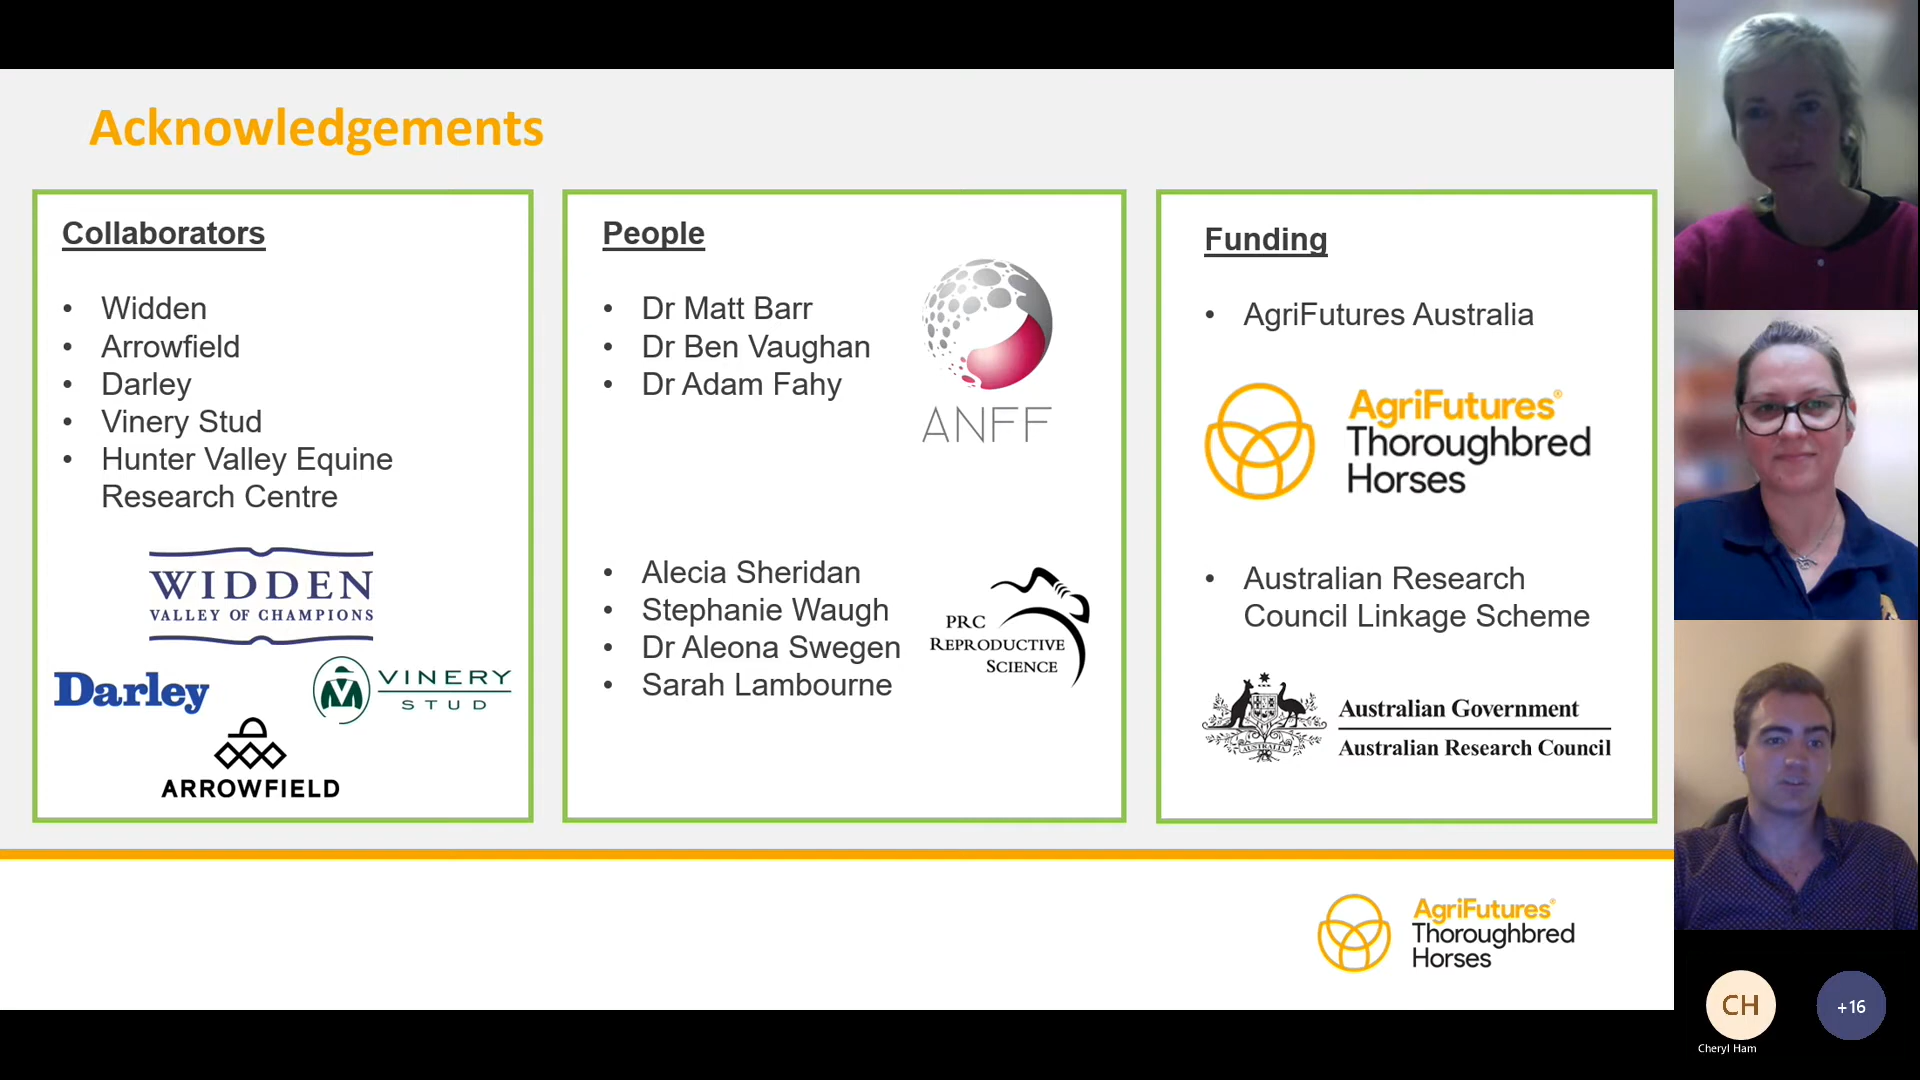 Acknowledgements
Collaborators
• Widden
• Arrowfield
• Darley
• Vinery Stud
• Hunter Valley Equine
Research Centre
WIDDEN
VALLEY OF CHAMPIONS
Darley
VINERY
STUD
ARROWFIELD
People
• Dr Matt Barr
• Dr Ben Vaughan
• Dr Adam Fahy
ANFF
• Alecia Sheridan
• Stephanie Waugh
• Dr Aleona Swegen
• Sarah Lambourne
PRC
REPRODUCTIVE
SCIENCE
Funding
• AgriFutures Australia
AgriFutures®
Thoroughbred
Horses
• Australian Research
Council Linkage Scheme
AUSTRALIA
Australian Government
Australian Research Council
AgriFutures®
Thoroughbred
Horses
CH
+16
Cheryl Ham